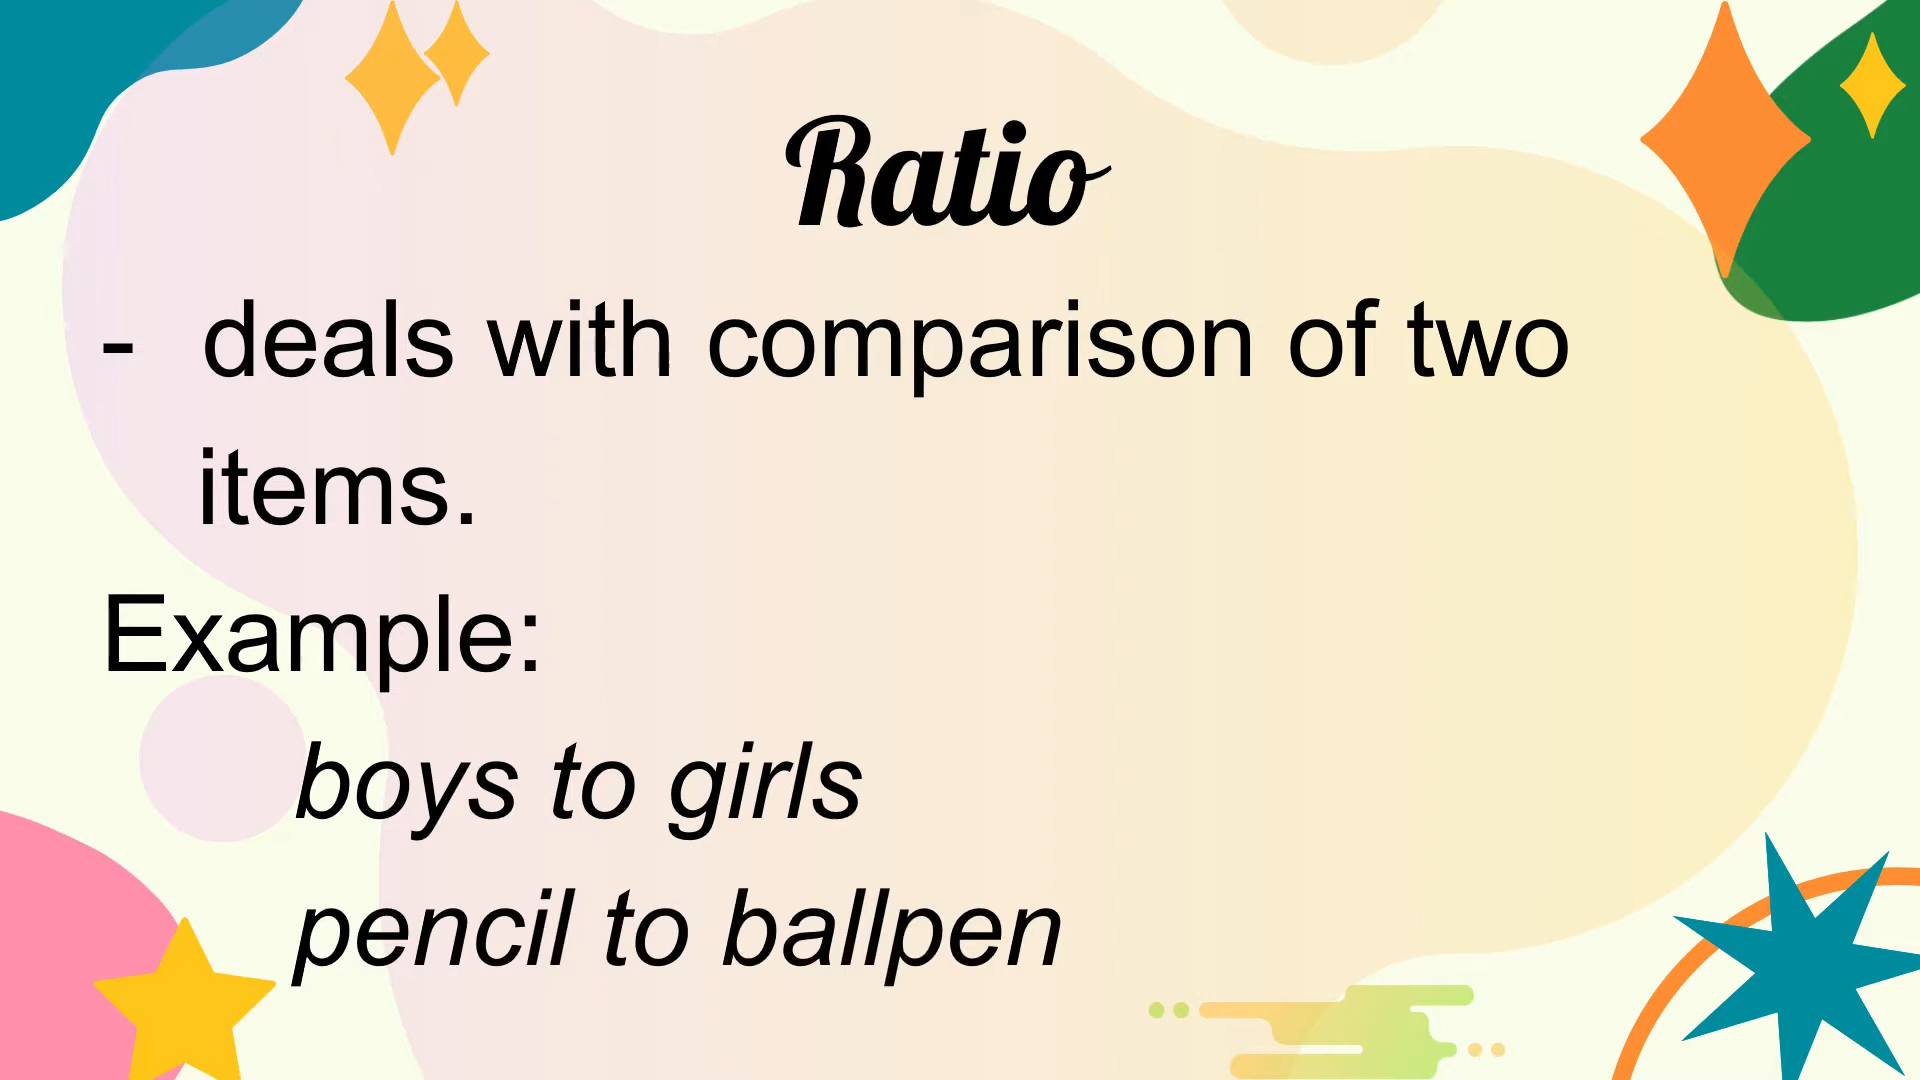 Ratio
- deals with comparison of two
items.
Example:
boys to girls
pencil to ballpen